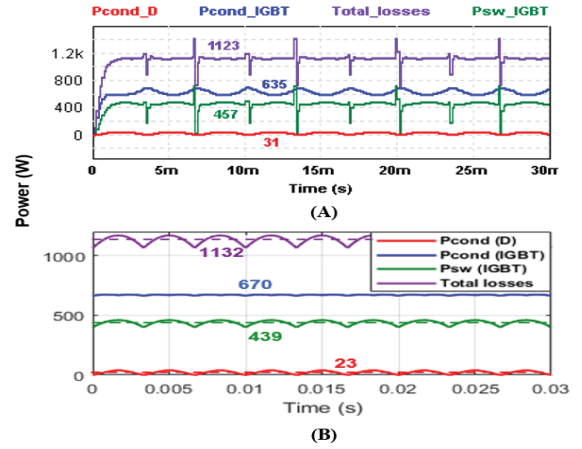 Pcond_D Pcond_IGBT Total_losses Psw_IGBT
1.2k
800
400
0
1123
635
457
31
0 5m 10m 15m 20m 25m 30m
Time (s)
(A)
Power (W)
1000
500
0
1132
670
439
23
Pcond (D)
Pcond (IGBT)
Psw (IGBT)
Total losses
0 0.005 0.01 0.015 0.02 0.025 0.03
Time (s)
(B)